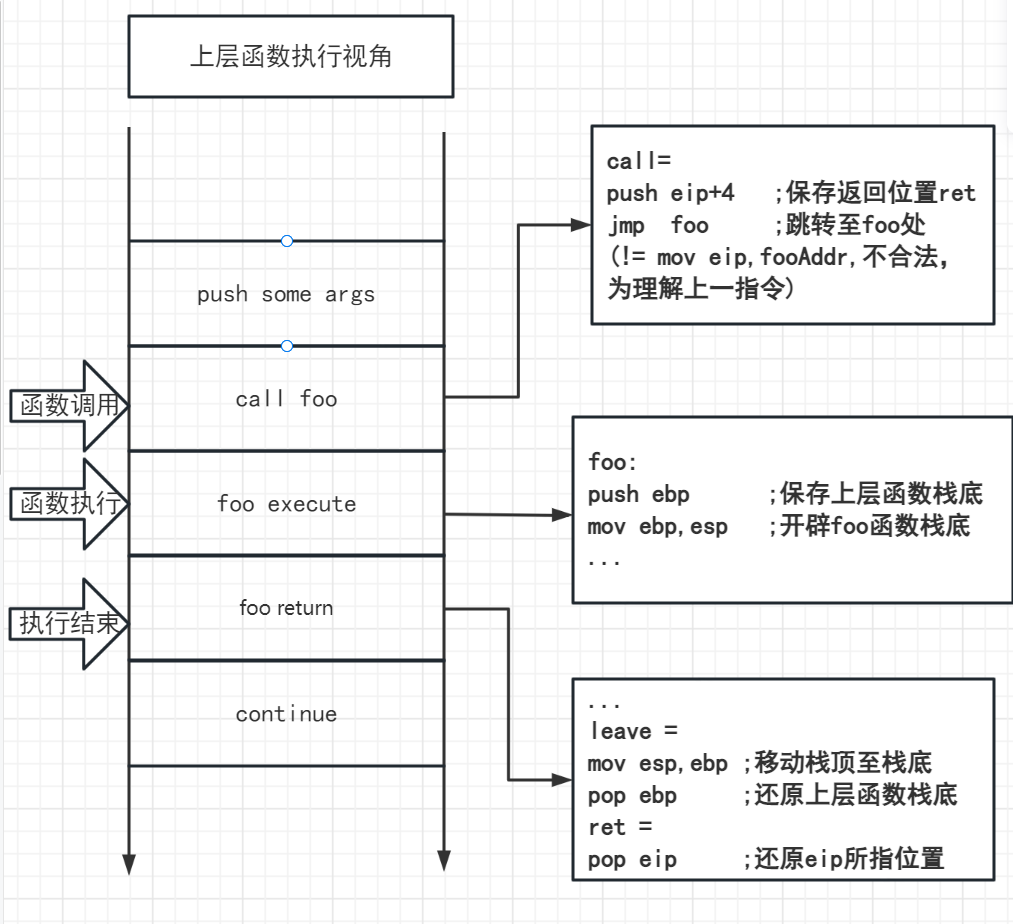 上层函数执行视角
push some args
函数调用
call foo
函数执行
foo execute
执行结束
foo return
continue
call=
push eip+4 ;保存返回位置ret
jmp foo ;跳转至foo处
(!= mov eip,fooAddr,不合法,
为理解上一指令)
foo:
push ebp ;保存上层函数栈底
mov ebp,esp ;开辟foo函数栈底
...
...
leave =
mov esp,ebp ;移动栈顶至栈底
pop ebp ;还原上层函数栈底
ret =
pop eip ;还原eip所指位置